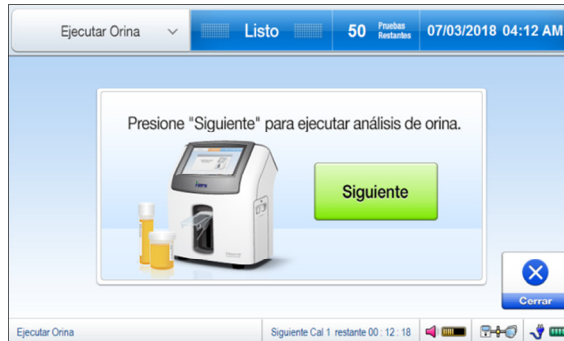 Ejecutar Orina
Listo
50 Pruebas Restantes
07/03/2018 04:12 AM
Presione "Siguiente" para ejecutar análisis de orina.
Siguiente
Cerrar
Ejecutar Orina
Siguiente Cal 1 restante 00 : 12 : 18